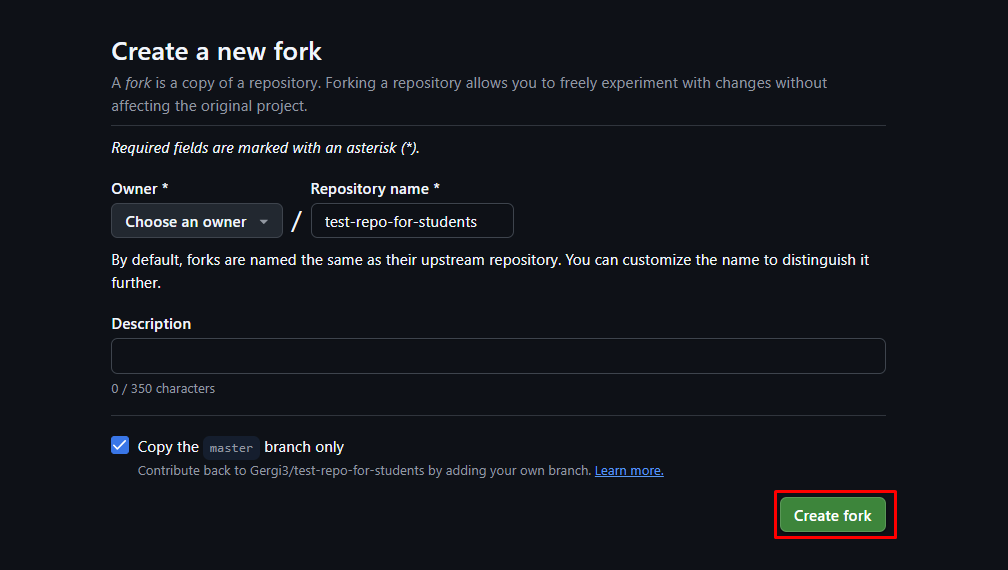 Create a new fork
A fork is a copy of a repository. Forking a repository allows you to freely experiment with changes without
affecting the original project.
Required fields are marked with an asterisk (*).
Owner *
Repository name *
Choose an owner
/
test-repo-for-students
By default, forks are named the same as their upstream repository. You can customize the name to distinguish it
further.
Description
0 / 350 characters
Copy the master branch only
Contribute back to Gergi3/test-repo-for-students by adding your own branch. Learn more.
Create fork